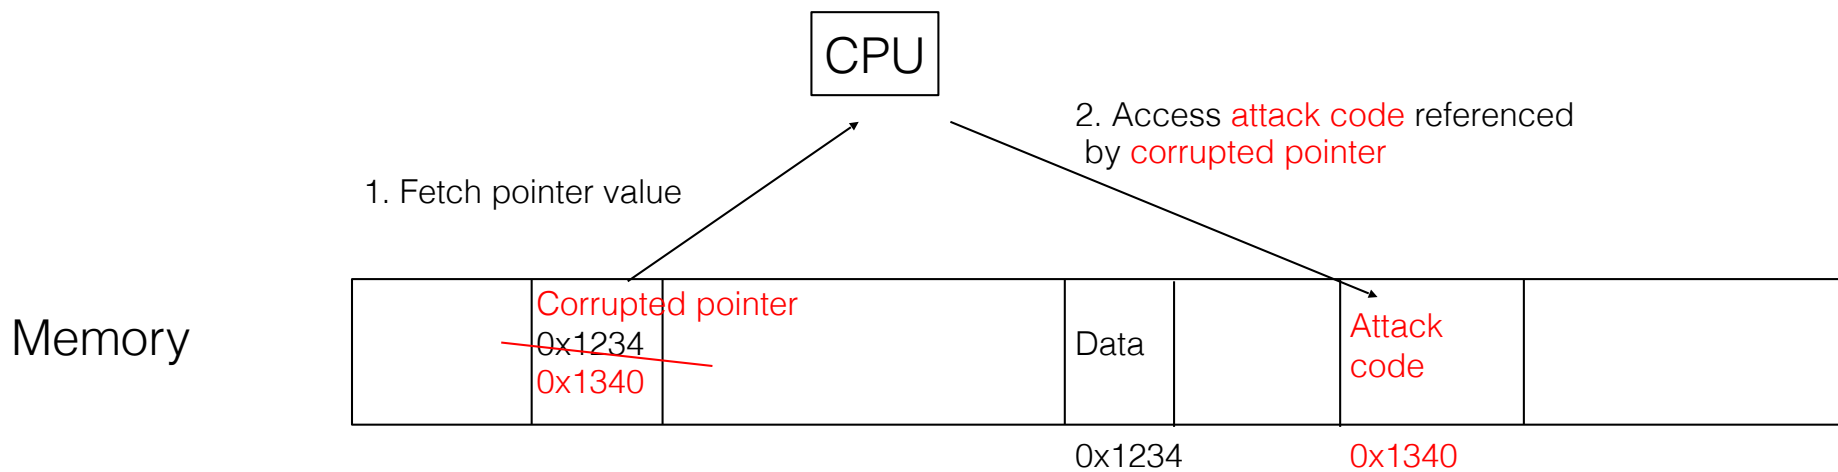 CPU
2. Access attack code referenced
by corrupted pointer
1. Fetch pointer value
Memory
Corrupted pointer
0x1234
0x1340
Data
Attack
code
0x1234
0x1340